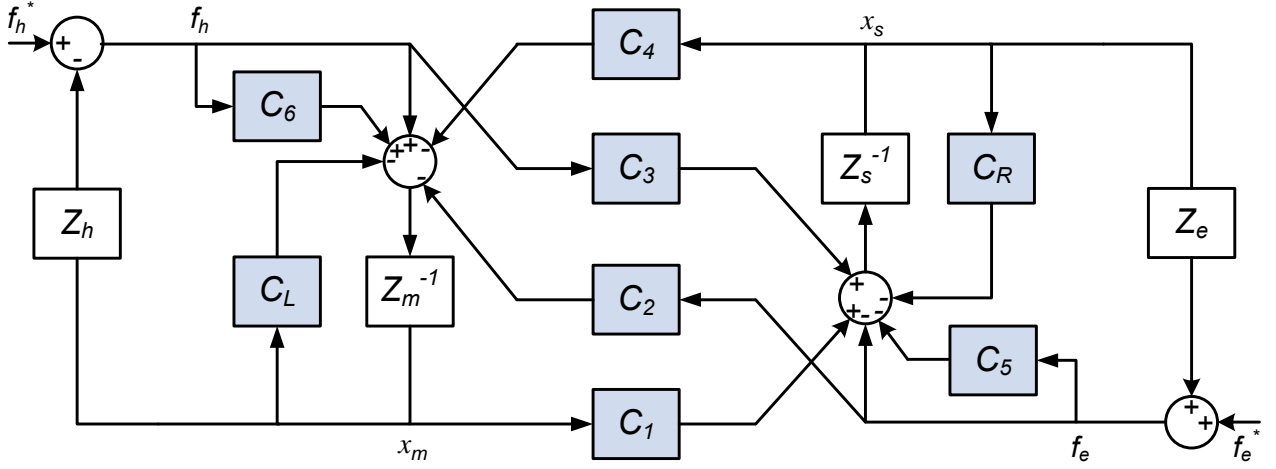 f_h^* f_h C_4 x_s
+ -
C_6
+ + - - -
C_3 Z_s^{-1} C_R
Z_h Z_e
C_L Z_m^{-1} C_2
+ + - - -
C_5
C_1
+ +
x_m f_e f_e^*